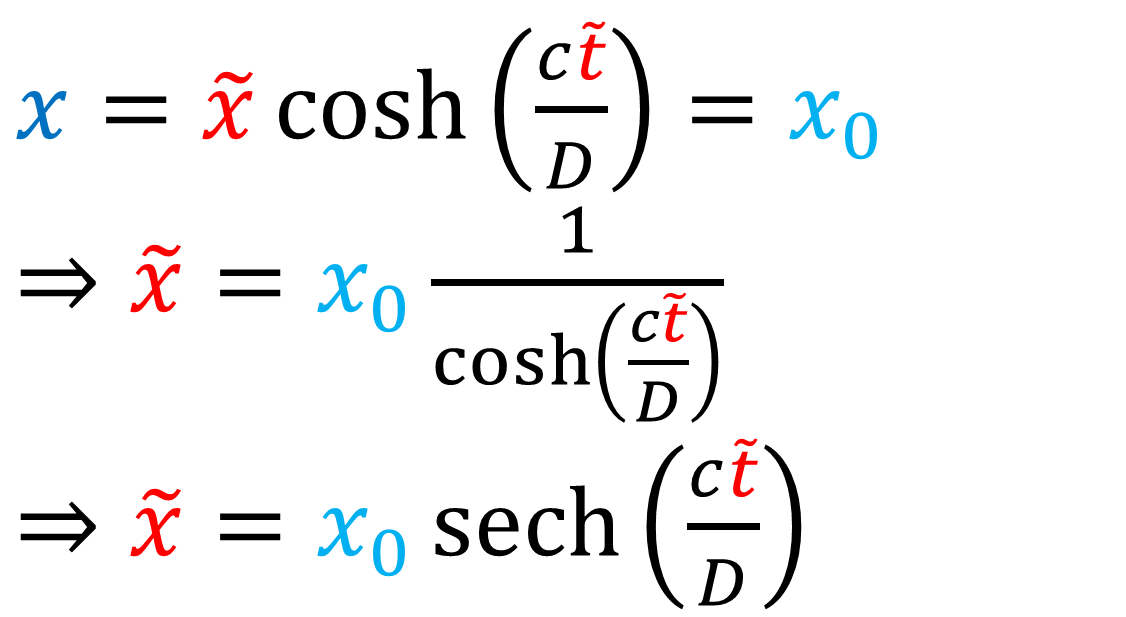 x = x̃ cosh(ct̃/D) = x₀
⇒ x̃ = x₀ 1/cosh(ct̃/D)
⇒ x̃ = x₀ sech(ct̃/D)